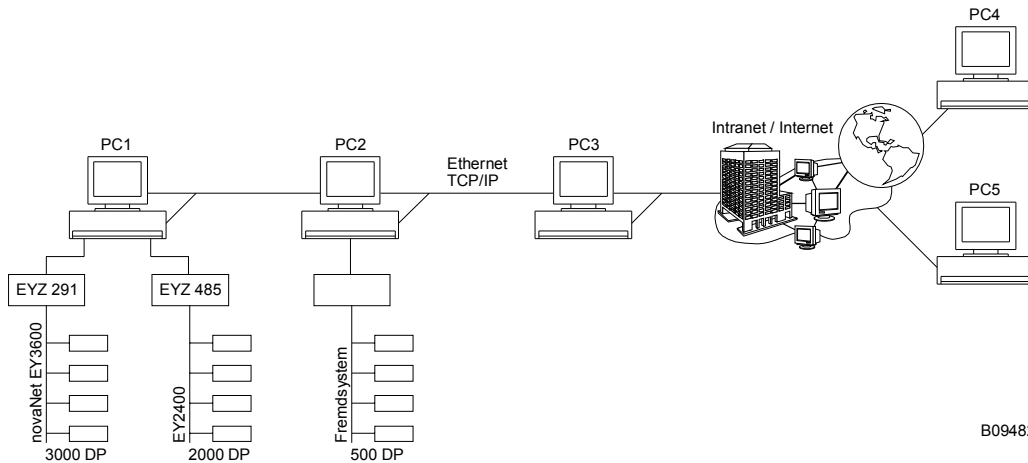 PC4
PC1
PC2
Ethernet
TCP/IP
PC3
Intranet / Internet
PC5
EYZ 291
EYZ 485
novaNet EY3600
EY2400
Fremdsystem
3000 DP
2000 DP
500 DP